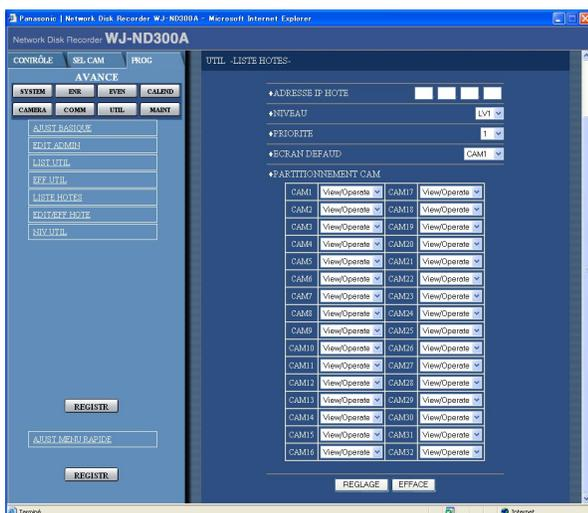 Panasonic | Network Disk Recorder WJ-ND300A - Microsoft Internet Explorer
Network Disk Recorder WJ-ND300A
CONTRÔLE SEL CAM PROG
AVANCE
SYSTEM ENR EVEN CALEND
CAMERA COMM UTIL MAINT
AJUST BASIQUE
EDIT ADMIN
LIST UTIL
EFF UTIL
LISTE HOTES
EDIT/EFF HOTE
NIV UTIL
REGISTR
AJUST MENU RAPIDE
REGISTR
UTIL -LISTE HOTES-
♦ADRESSE IP HOTE
♦NIVEAU LV1
♦PRIORITE 1
♦ECRAN DEFAUD CAM1
♦PARTITIONNEMENT CAM
CAM1 View/Operate CAM17 View/Operate
CAM2 View/Operate CAM18 View/Operate
CAM3 View/Operate CAM19 View/Operate
CAM4 View/Operate CAM20 View/Operate
CAM5 View/Operate CAM21 View/Operate
CAM6 View/Operate CAM22 View/Operate
CAM7 View/Operate CAM23 View/Operate
CAM8 View/Operate CAM24 View/Operate
CAM9 View/Operate CAM25 View/Operate
CAM10 View/Operate CAM26 View/Operate
CAM11 View/Operate CAM27 View/Operate
CAM12 View/Operate CAM28 View/Operate
CAM13 View/Operate CAM29 View/Operate
CAM14 View/Operate CAM30 View/Operate
CAM15 View/Operate CAM31 View/Operate
CAM16 View/Operate CAM32 View/Operate
REGLAGE EFFACE
Terminé Internet